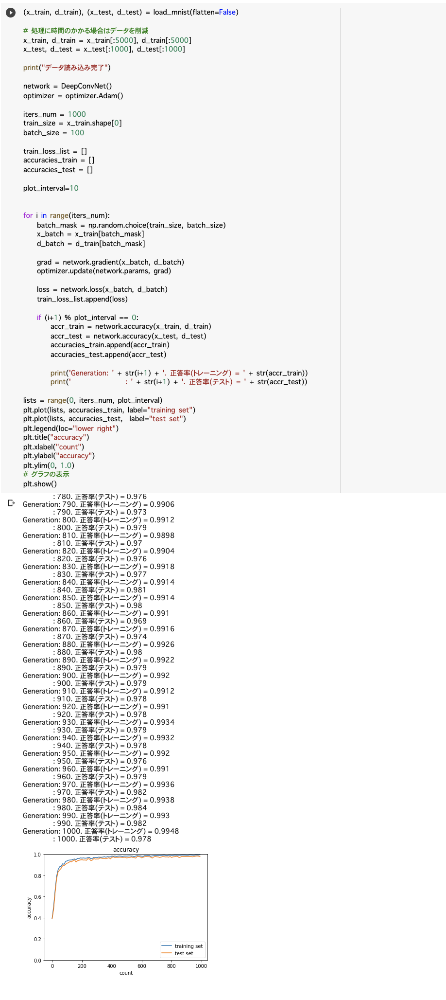 (x_train, d_train), (x_test, d_test) = load_mnist(flatten=False)
# 処理に時間のかかる場合はデータを削減
x_train, d_train = x_train[:5000], d_train[:5000]
x_test, d_test = x_test[:1000], d_test[:1000]
print("データ読み込み完了")
network = DeepConvNet()
optimizer = optimizer.Adam()
iters_num = 1000
train_size = x_train.shape[0]
batch_size = 100
train_loss_list = []
accuracies_train = []
accuracies_test = []
plot_interval=10
for i in range(iters_num):
    batch_mask = np.random.choice(train_size, batch_size)
    x_batch = x_train[batch_mask]
    d_batch = d_train[batch_mask]
    grad = network.gradient(x_batch, d_batch)
    optimizer.update(network.params, grad)
    loss = network.loss(x_batch, d_batch)
    train_loss_list.append(loss)
    if (i+1) % plot_interval == 0:
        accr_train = network.accuracy(x_train, d_train)
        accr_test = network.accuracy(x_test, d_test)
        accuracies_train.append(accr_train)
        accuracies_test.append(accr_test)
        print('Generation: ' + str(i+1) + '. 正答率(トレーニング) = ' + str(accr_train))
        print('                : ' + str(i+1) + '. 正答率(テスト) = ' + str(accr_test))
lists = range(0, iters_num, plot_interval)
plt.plot(lists, accuracies_train, label="training set")
plt.plot(lists, accuracies_test,  label="test set")
plt.legend(loc="lower right")
plt.title("accuracy")
plt.xlabel("count")
plt.ylabel("accuracy")
plt.ylim(0, 1.0)
# グラフの表示
plt.show()
: 780. 正答率(テスト) = 0.976
Generation: 790. 正答率(トレーニング) = 0.9906
: 790. 正答率(テスト) = 0.973
Generation: 800. 正答率(トレーニング) = 0.9912
: 800. 正答率(テスト) = 0.979
Generation: 810. 正答率(トレーニング) = 0.9898
: 810. 正答率(テスト) = 0.97
Generation: 820. 正答率(トレーニング) = 0.9904
: 820. 正答率(テスト) = 0.976
Generation: 830. 正答率(トレーニング) = 0.9918
: 830. 正答率(テスト) = 0.977
Generation: 840. 正答率(トレーニング) = 0.9914
: 840. 正答率(テスト) = 0.981
Generation: 850. 正答率(トレーニング) = 0.9914
: 850. 正答率(テスト) = 0.98
Generation: 860. 正答率(トレーニング) = 0.991
: 860. 正答率(テスト) = 0.969
Generation: 870. 正答率(トレーニング) = 0.9916
: 870. 正答率(テスト) = 0.974
Generation: 880. 正答率(トレーニング) = 0.9926
: 880. 正答率(テスト) = 0.98
Generation: 890. 正答率(トレーニング) = 0.9922
: 890. 正答率(テスト) = 0.979
Generation: 900. 正答率(トレーニング) = 0.992
: 900. 正答率(テスト) = 0.979
Generation: 910. 正答率(トレーニング) = 0.9912
: 910. 正答率(テスト) = 0.978
Generation: 920. 正答率(トレーニング) = 0.991
: 920. 正答率(テスト) = 0.978
Generation: 930. 正答率(トレーニング) = 0.9934
: 930. 正答率(テスト) = 0.979
Generation: 940. 正答率(トレーニング) = 0.9932
: 940. 正答率(テスト) = 0.978
Generation: 950. 正答率(トレーニング) = 0.992
: 950. 正答率(テスト) = 0.976
Generation: 960. 正答率(トレーニング) = 0.991
: 960. 正答率(テスト) = 0.979
Generation: 970. 正答率(トレーニング) = 0.9936
: 970. 正答率(テスト) = 0.982
Generation: 980. 正答率(トレーニング) = 0.9938
: 980. 正答率(テスト) = 0.984
Generation: 990. 正答率(トレーニング) = 0.993
: 990. 正答率(テスト) = 0.982
Generation: 1000. 正答率(トレーニング) = 0.9948
: 1000. 正答率(テスト) = 0.978
accuracy
1.0
0.8
0.6
accuracy
0.4
0.2
0.0
training set
test set
0 200 400 600 800 1000
count